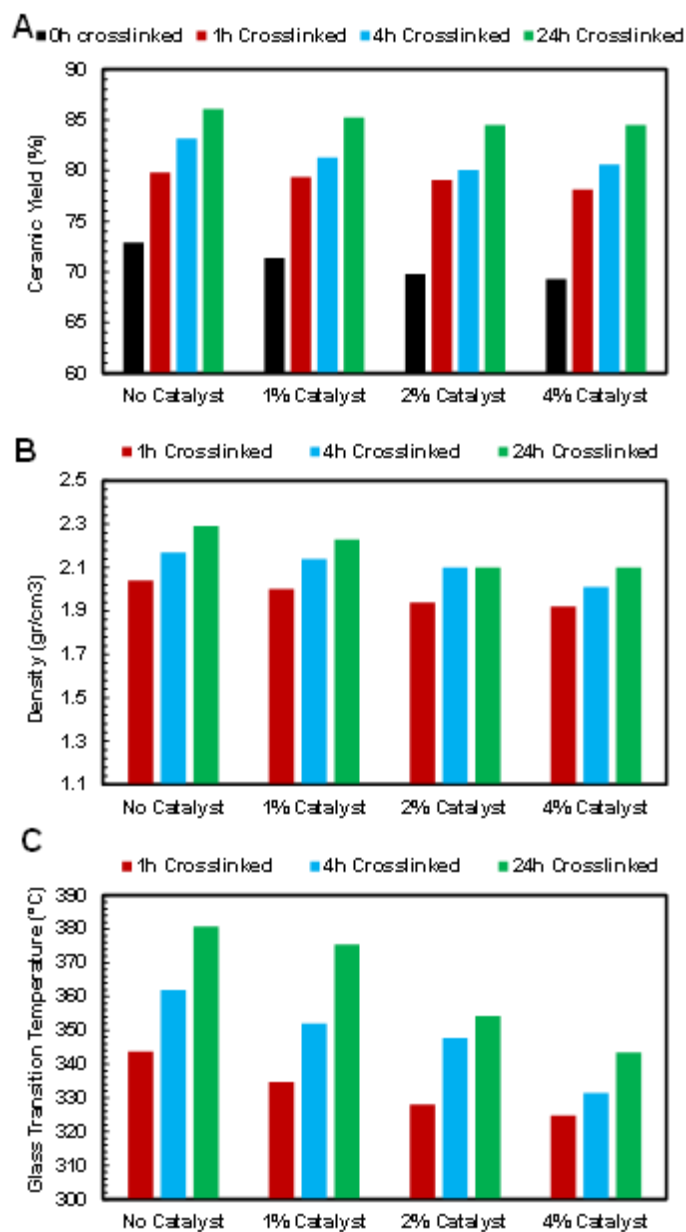 A
0h crosslinked 1h Crosslinked 4h Crosslinked 24h Crosslinked
Ceramic Yield (%)
90
85
80
75
70
65
60
No Catalyst 1% Catalyst 2% Catalyst 4% Catalyst
B
1h Crosslinked 4h Crosslinked 24h Crosslinked
Density (gr/cm3)
2.5
2.3
2.1
1.9
1.7
1.5
1.3
1.1
No Catalyst 1% Catalyst 2% Catalyst 4% Catalyst
C
1h Crosslinked 4h Crosslinked 24h Crosslinked
Glass Transition Temperature (°C)
390
380
370
360
350
340
330
320
310
300
No Catalyst 1% Catalyst 2% Catalyst 4% Catalyst